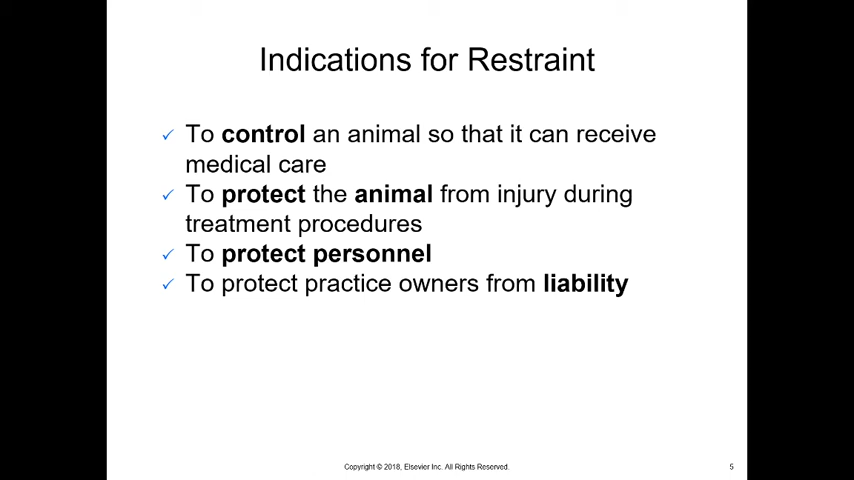 Indications for Restraint
✓ To control an animal so that it can receive
medical care
✓ To protect the animal from injury during
treatment procedures
✓ To protect personnel
✓ To protect practice owners from liability
Copyright © 2018, Elsevier Inc. All Rights Reserved.
5